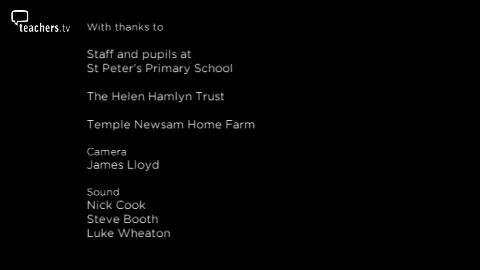 teachers.tv
With thanks to
Staff and pupils at
St Peter's Primary School
The Helen Hamlyn Trust
Temple Newsam Home Farm
Camera
James Lloyd
Sound
Nick Cook
Steve Booth
Luke Wheaton